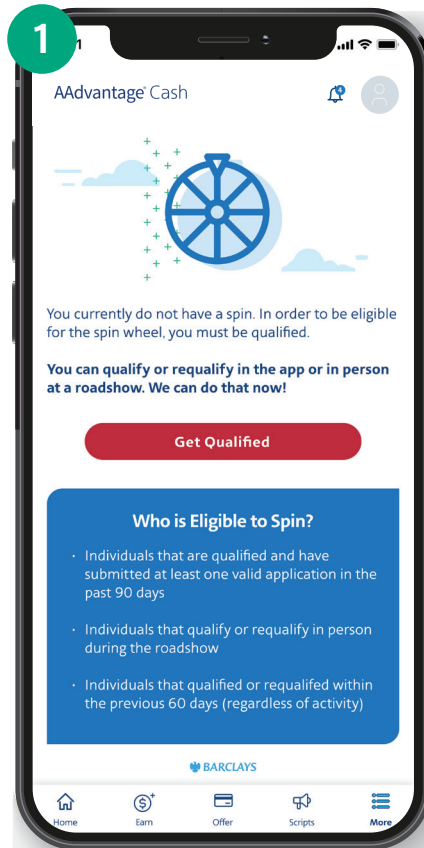 1
1
AAdvantage® Cash
4
You currently do not have a spin. In order to be eligible
for the spin wheel, you must be qualified.
You can qualify or requalify in the app or in person
at a roadshow. We can do that now!
Get Qualified
Who is Eligible to Spin?
· Individuals that are qualified and have
submitted at least one valid application in the
past 90 days
· Individuals that qualify or requalify in person
during the roadshow
· Individuals that qualified or requalifed within
the previous 60 days (regardless of activity)
BARCLAYS
Home Earn Offer Scripts More